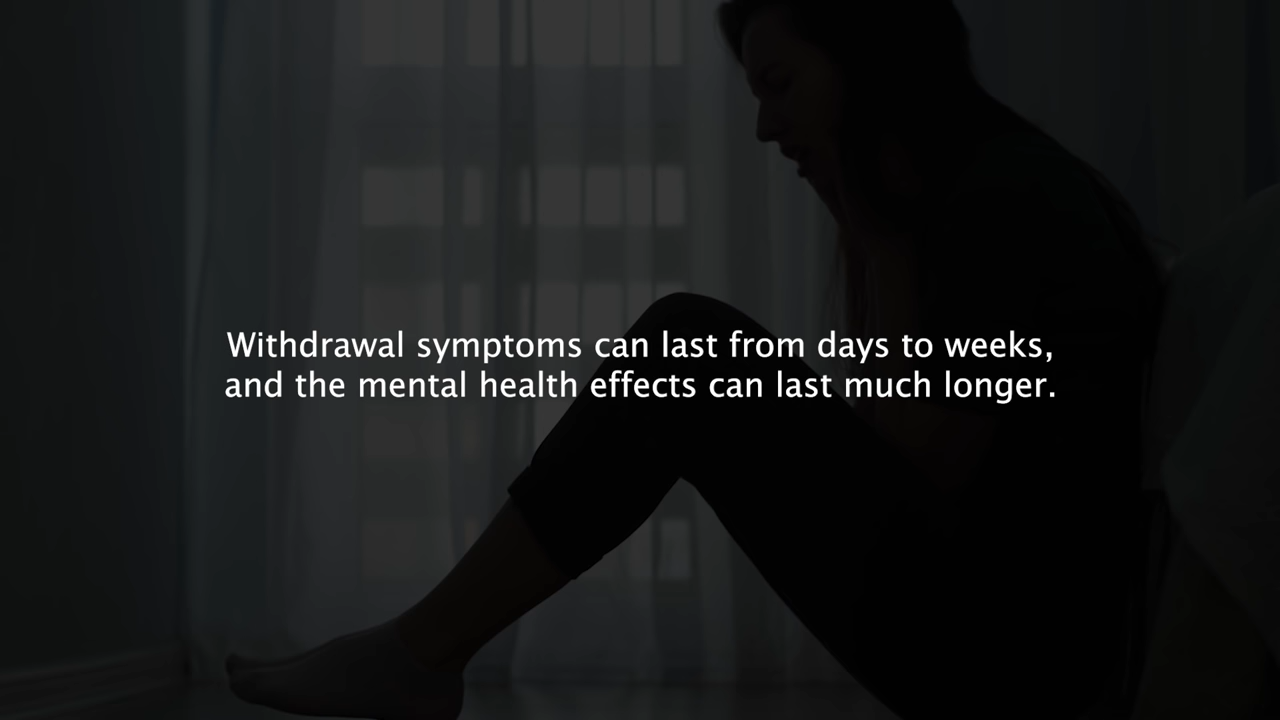 Withdrawal symptoms can last from days to weeks,
and the mental health effects can last much longer.